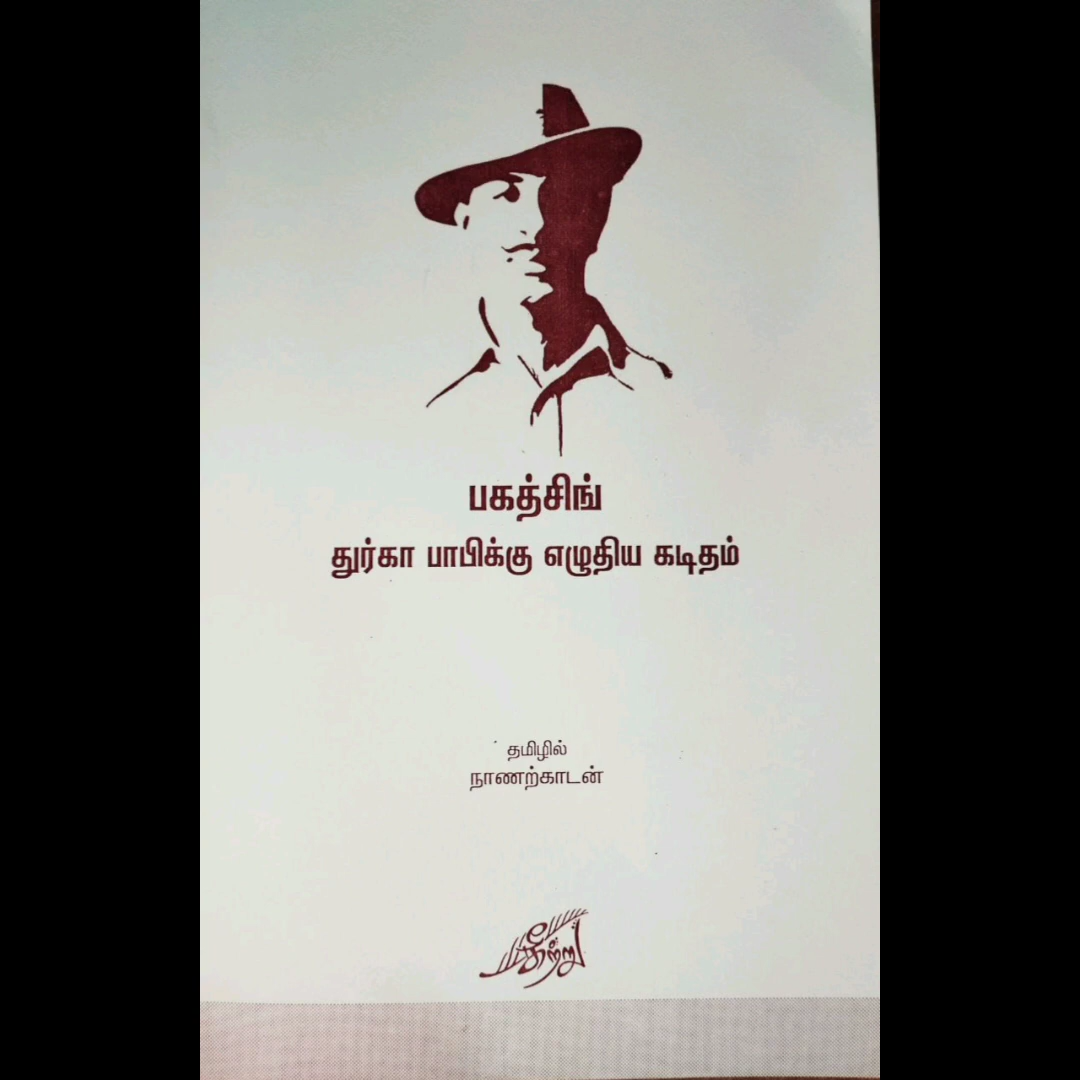 பகத்சிங்
துர்கா பாபிக்கு எழுதிய கடிதம்
தமிழில்
நாணற்காடன்